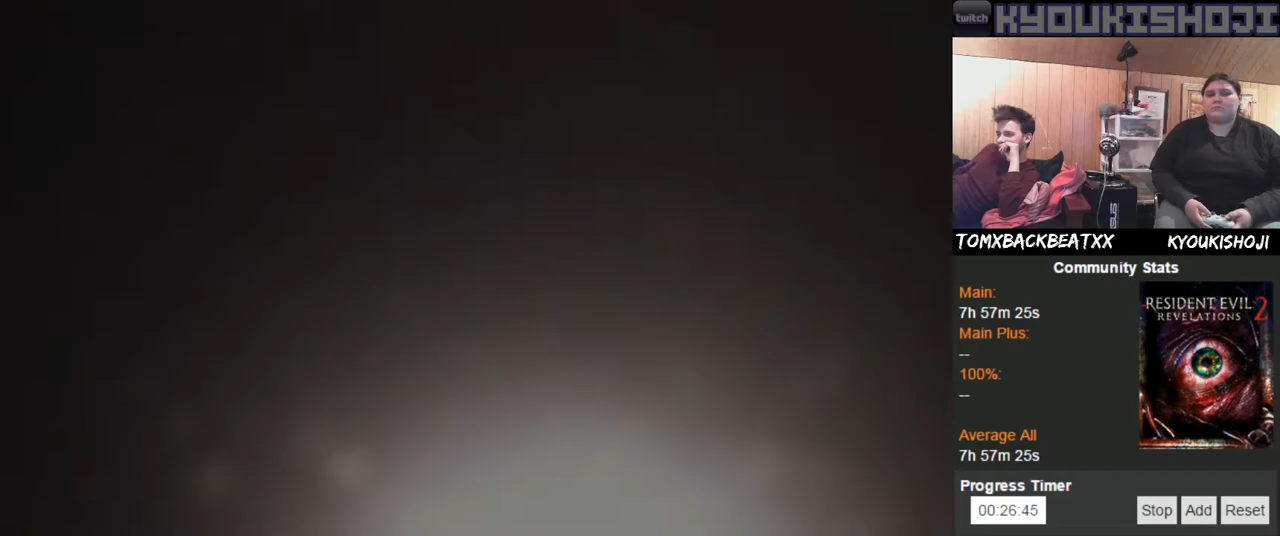 twitch KYOUKISHOJI
TOMXBACKBEATXX KYOUKISHOJI
Community Stats
Main:
7h 57m 25s
Main Plus:
--
100%:
--
Average All
7h 57m 25s
RESIDENT EVIL
REVELATIONS 2
Progress Timer
00:26:45 Stop Add Reset
ASUS